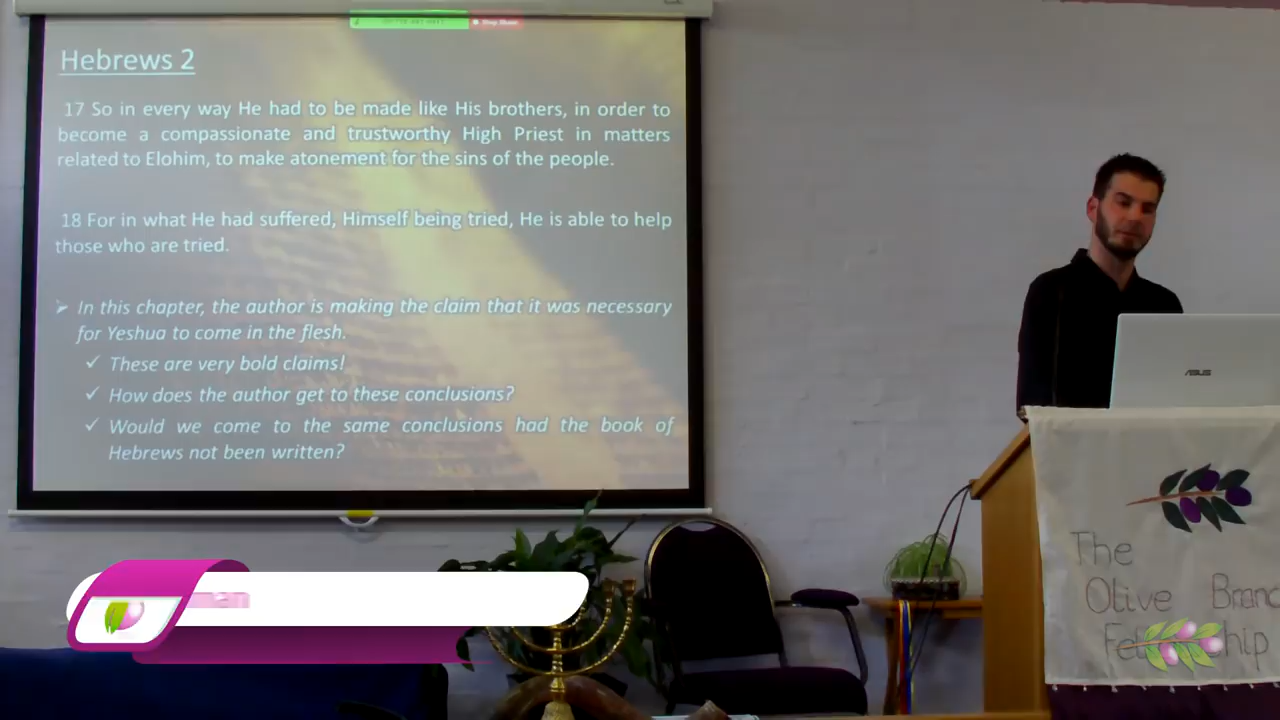 Stop Share
Hebrews 2
17 So in every way He had to be made like His brothers, in order to
become a compassionate and trustworthy High Priest in matters
related to Elohim, to make atonement for the sins of the people.
18 For in what He had suffered, Himself being tried, He is able to help
those who are tried.
➢ In this chapter, the author is making the claim that it was necessary
for Yeshua to come in the flesh.
✓ These are very bold claims!
✓ How does the author get to these conclusions?
✓ Would we come to the same conclusions had the book of
Hebrews not been written?
ASUS
The
Olive Branc
Fel hip